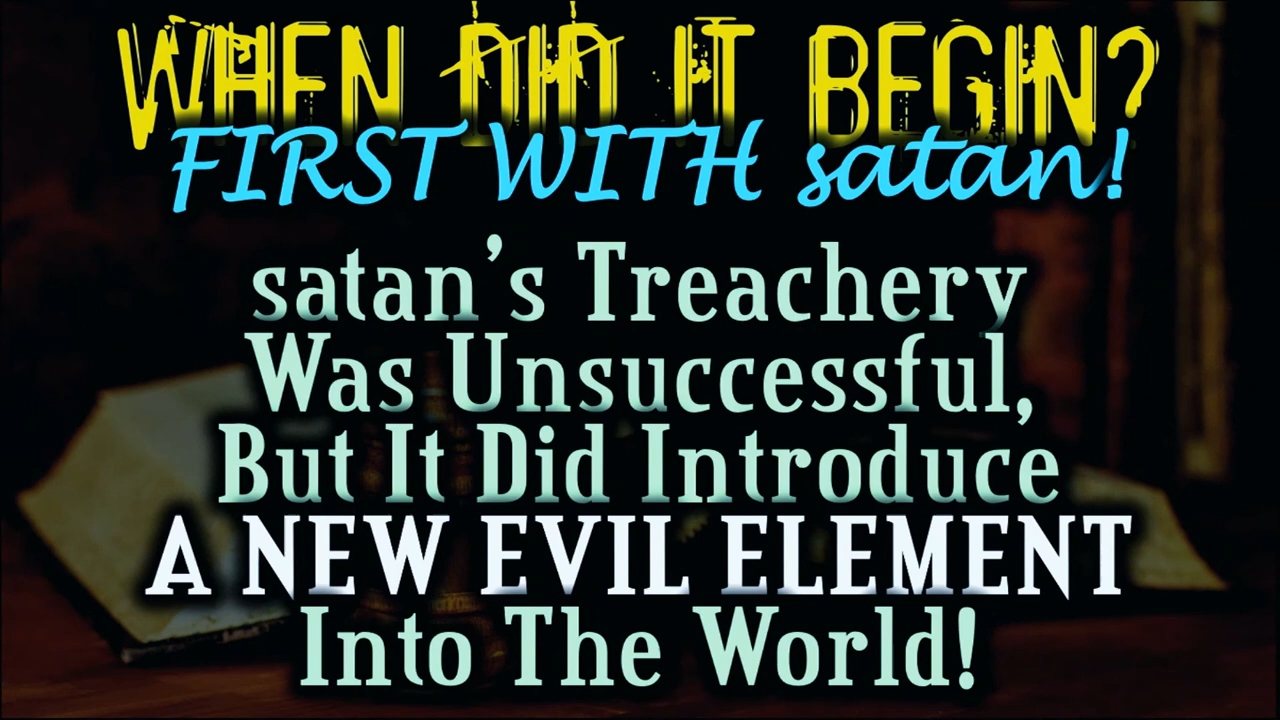 WHEN DID IT BEGIN?
FIRST WITH satan!
satan's Treachery
Was Unsuccessful,
But It Did Introduce
A NEW EVIL ELEMENT
Into The World!